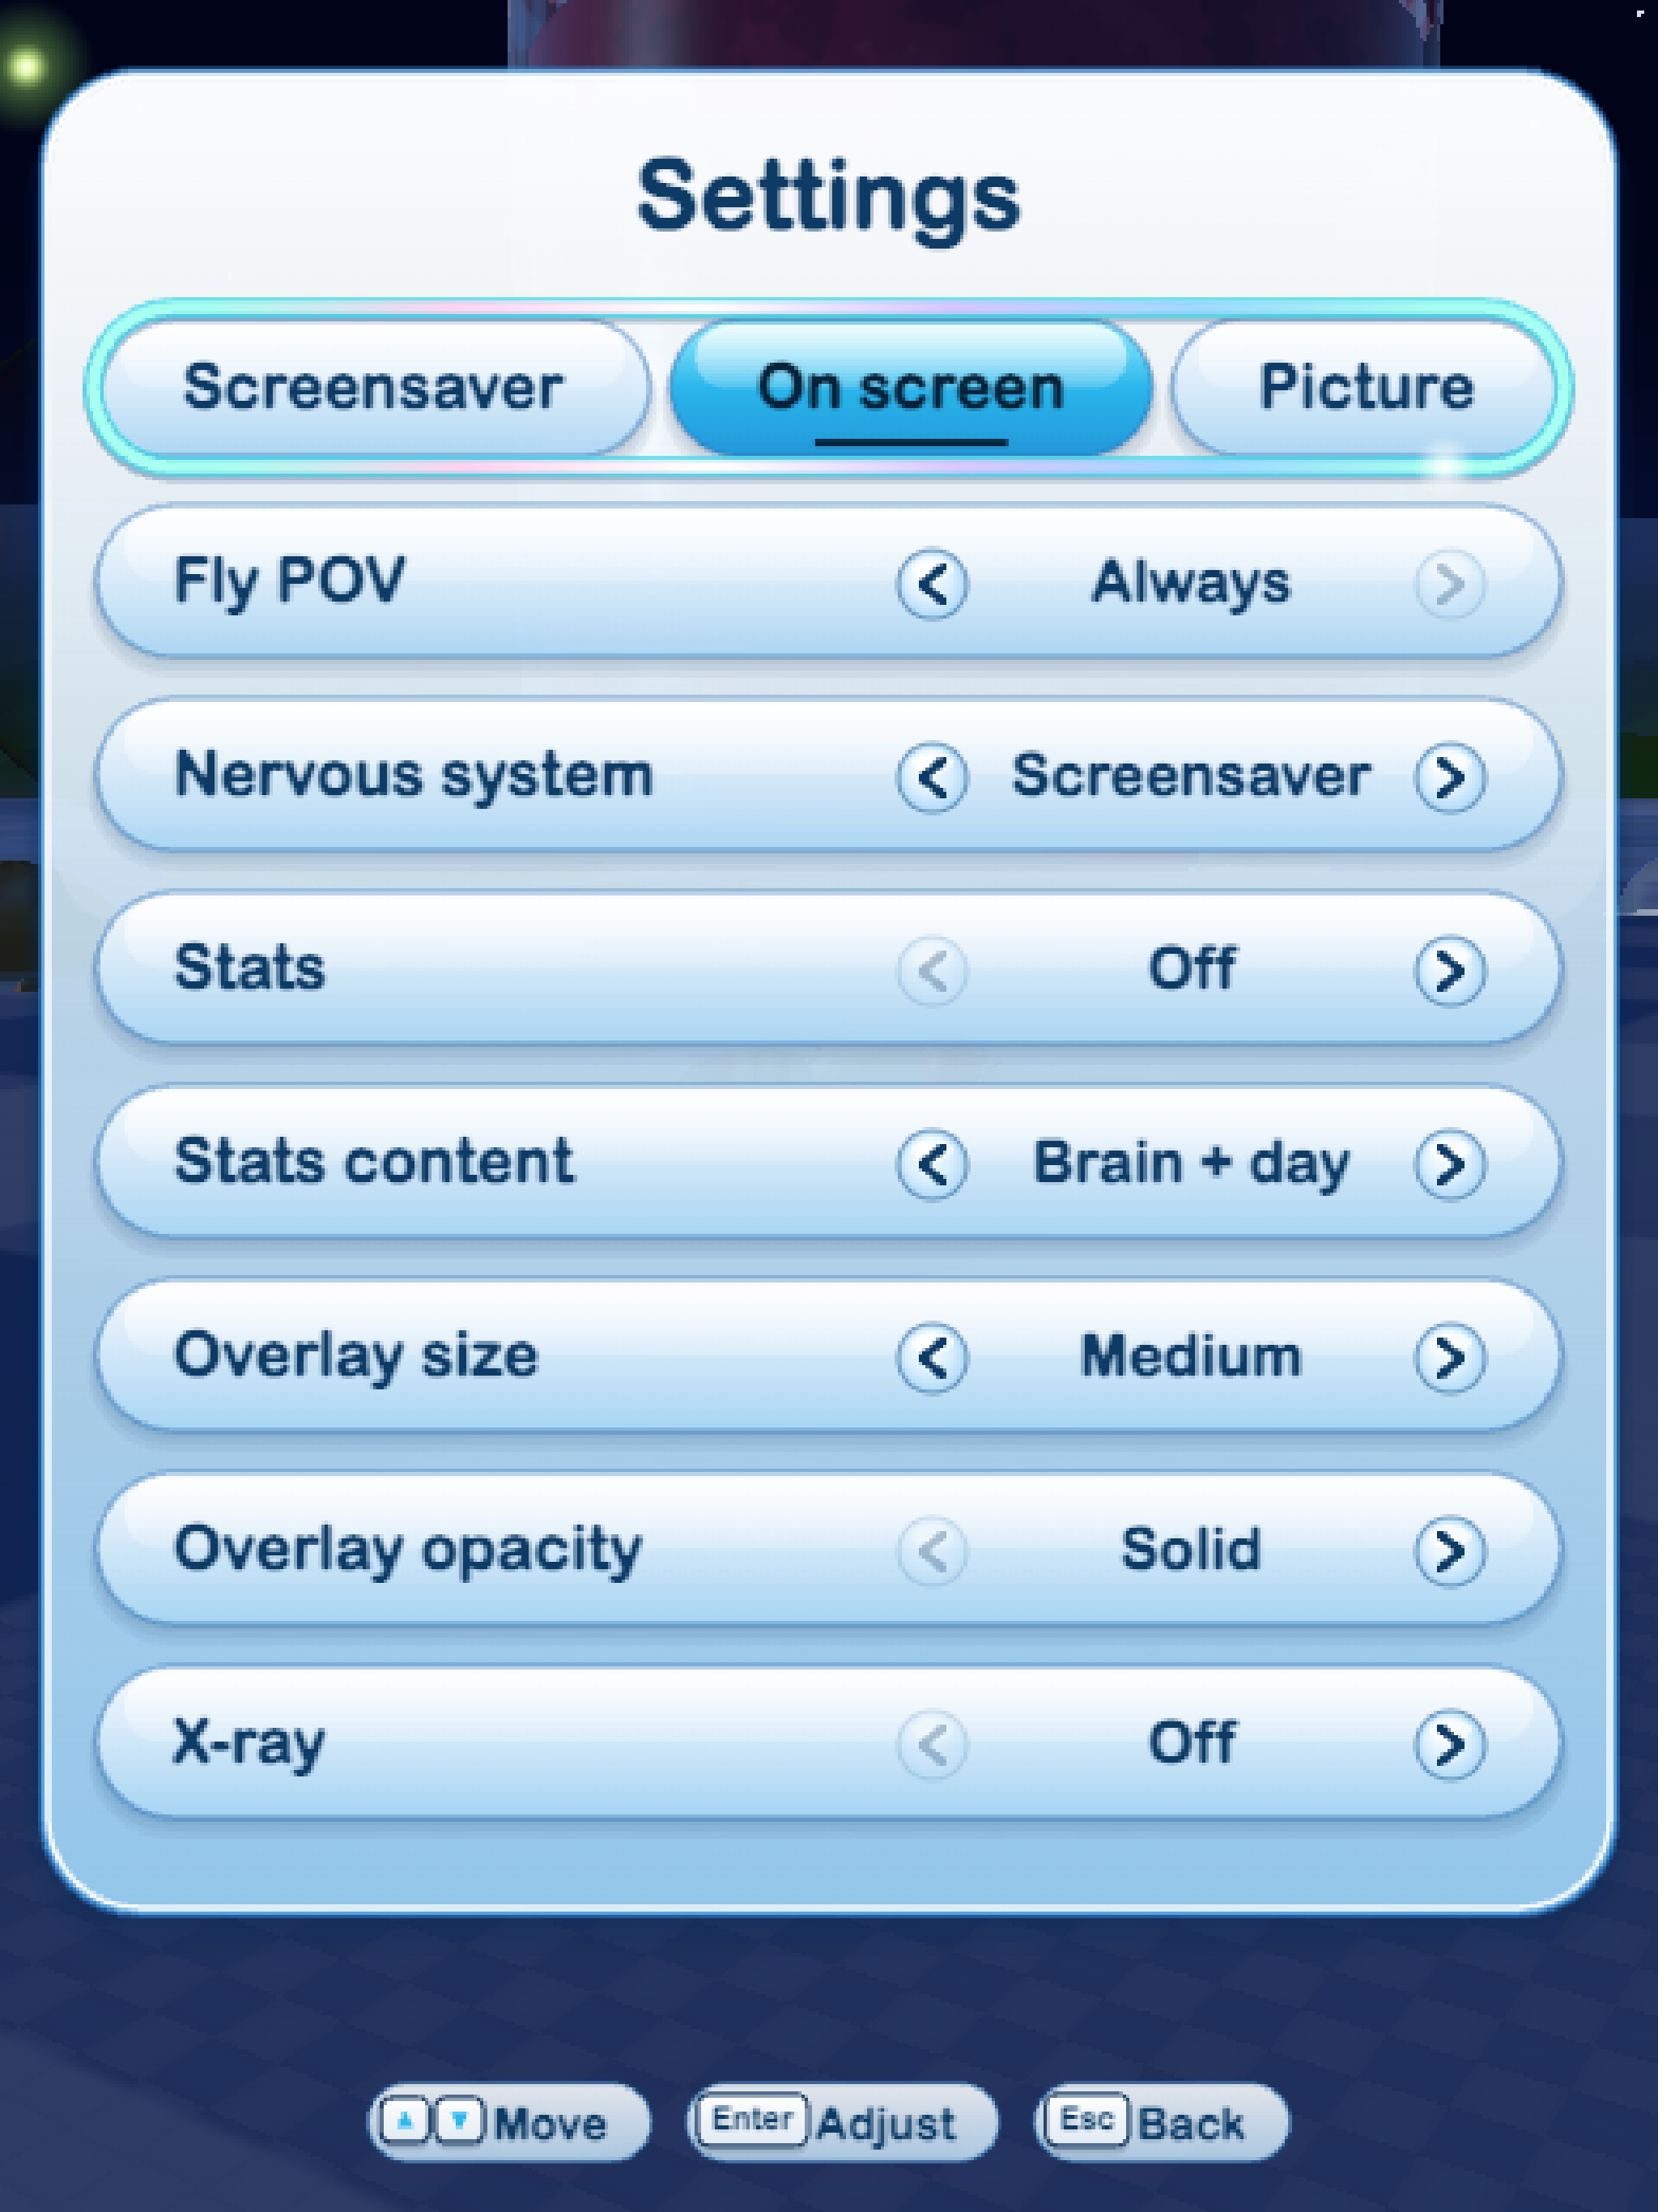 Settings
Screensaver On screen Picture
Fly POV < Always >
Nervous system < Screensaver >
Stats < Off >
Stats content < Brain + day >
Overlay size < Medium >
Overlay opacity < Solid >
X-ray < Off >
▲ ▼ Move Enter Adjust Esc Back